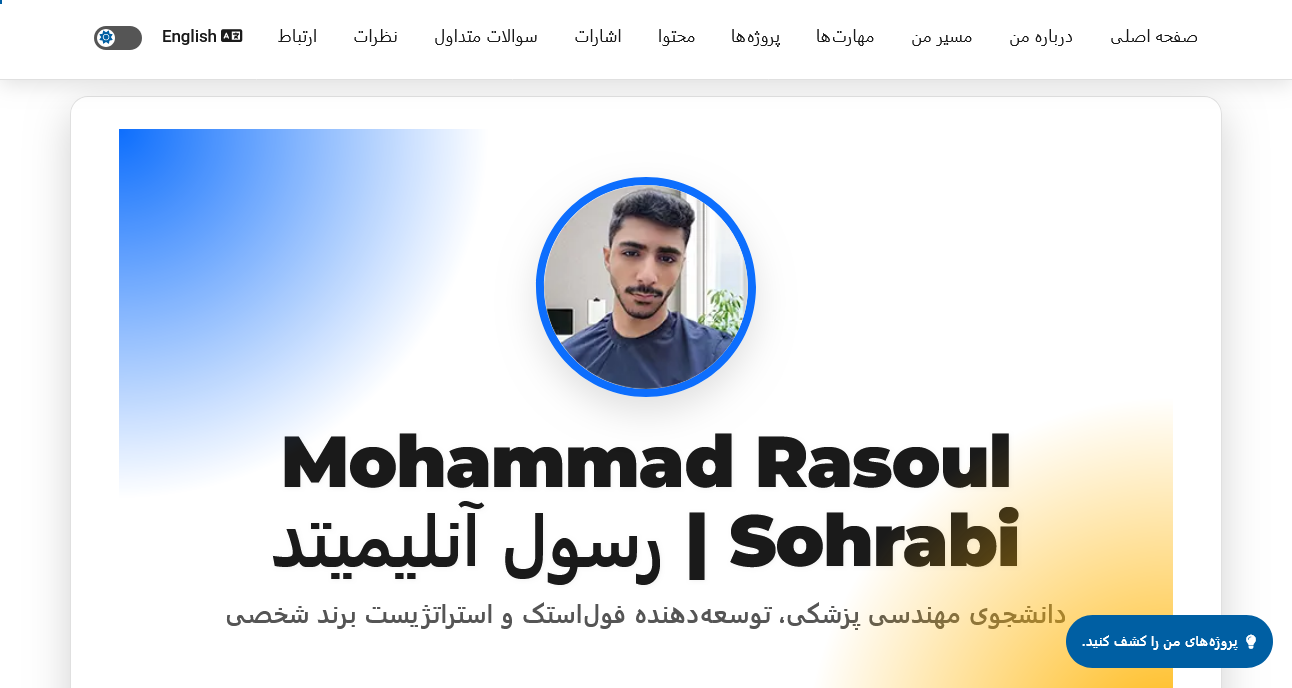 صفحه اصلی
درباره من
مسیر من
مهارت‌ها
پروژه‌ها
محتوا
اشارات
سوالات متداول
نظرات
ارتباط
English
Mohammad Rasoul
Sohrabi | رسول آنلیمیتد
دانشجوی مهندسی پزشکی، توسعه‌دهنده فول‌استک و استراتژیست برند شخصی
پروژه‌های من را کشف کنید.